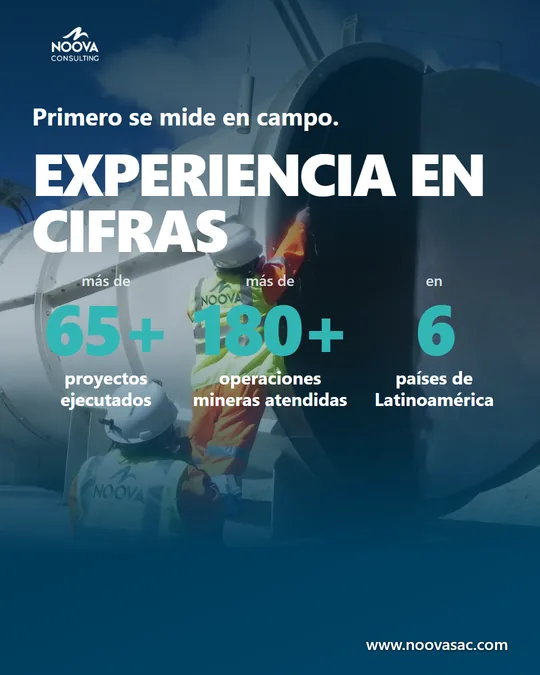 NOOVA
CONSULTING
Primero se mide en campo.
EXPERIENCIA EN
CIFRAS
más de
65+
proyectos
ejecutados
más de
180+
operaciones
mineras atendidas
en
6
países de
Latinoamérica
NOOVA
NOOVA
www.noovasac.com